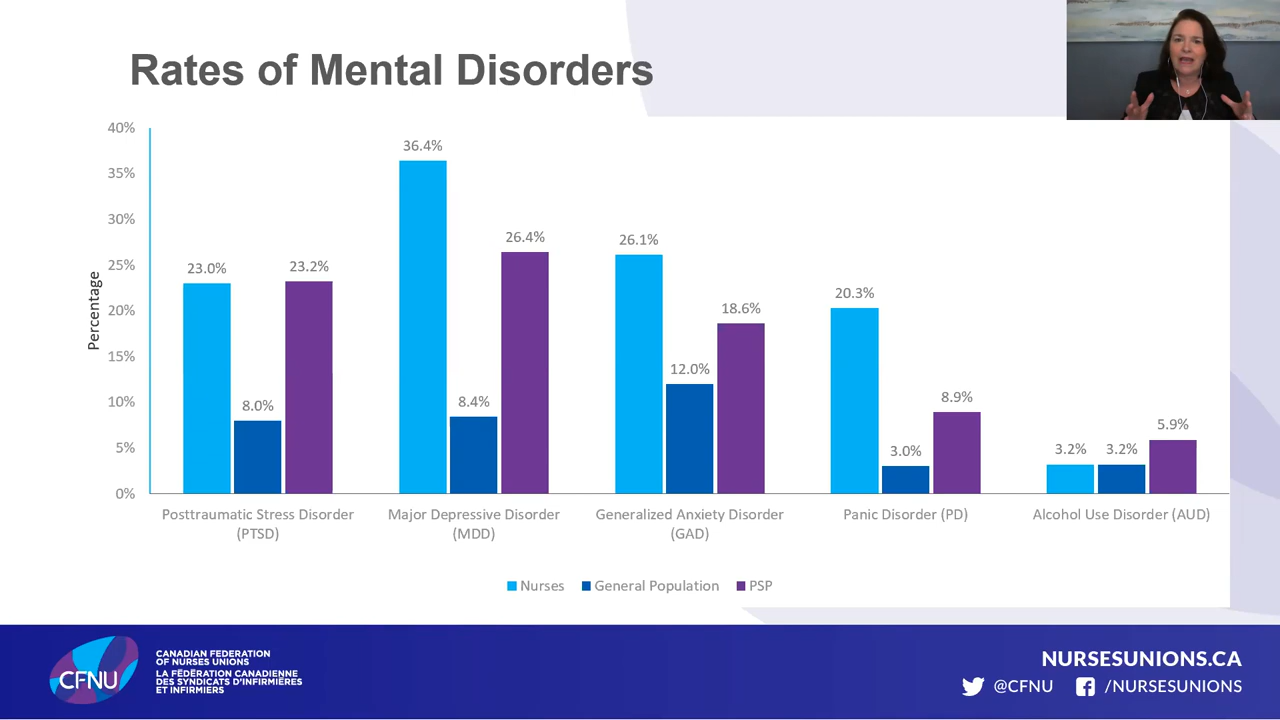 Rates of Mental Disorders
40%
35%
30%
25%
20%
15%
10%
5%
0%
Percentage
23.0%
8.0%
23.2%
36.4%
8.4%
26.4%
26.1%
12.0%
18.6%
20.3%
3.0%
8.9%
3.2%
3.2%
5.9%
Posttraumatic Stress Disorder
(PTSD)
Major Depressive Disorder
(MDD)
Generalized Anxiety Disorder
(GAD)
Panic Disorder (PD)
Alcohol Use Disorder (AUD)
Nurses
General Population
PSP
CFNU
CANADIAN FEDERATION
OF NURSES UNIONS
LA FÉDÉRATION CANADIENNE
DES SYNDICATS D'INFIRMIÈRES
ET INFIRMIERS
NURSESUNIONS.CA
@CFNU
/NURSESUNIONS